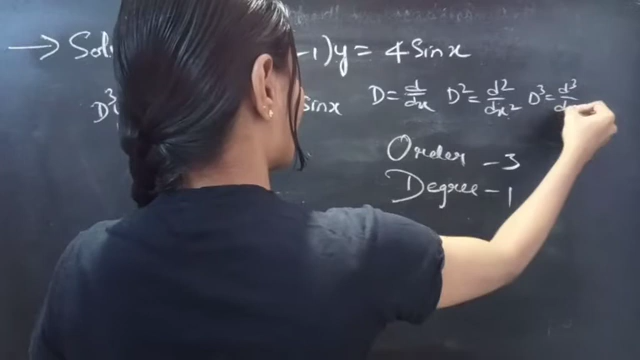 → Sol -1)y = 4 Sin x
D³ Sin x D = d/dx D² = d²/dx² D³ = d³/d
Order - 3
Degree - 1